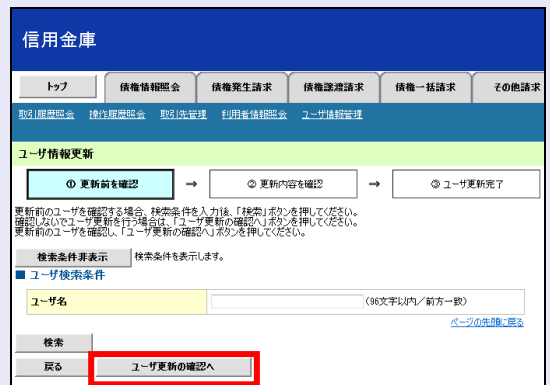 信用金庫
トップ 債権情報照会 債権発生請求 債権譲渡請求 債権一括請求 その他請求
取引履歴照会 操作履歴照会 取引先管理 利用者情報照会 ユーザ情報管理
ユーザ情報更新
① 更新前を確認 → ② 更新内容を確認 → ③ ユーザ更新完了
更新前のユーザを確認する場合、検索条件を入力後、「検索」ボタンを押してください。
確認しないでユーザ更新を行う場合は、「ユーザ更新の確認へ」ボタンを押してください。
更新前のユーザを確認し、「ユーザ更新の確認へ」ボタンを押してください。
検索条件非表示 検索条件を表示します。
■ ユーザ検索条件
ユーザ名 (96文字以内／前方一致)
ページの先頭に戻る
検索
戻る ユーザ更新の確認へ